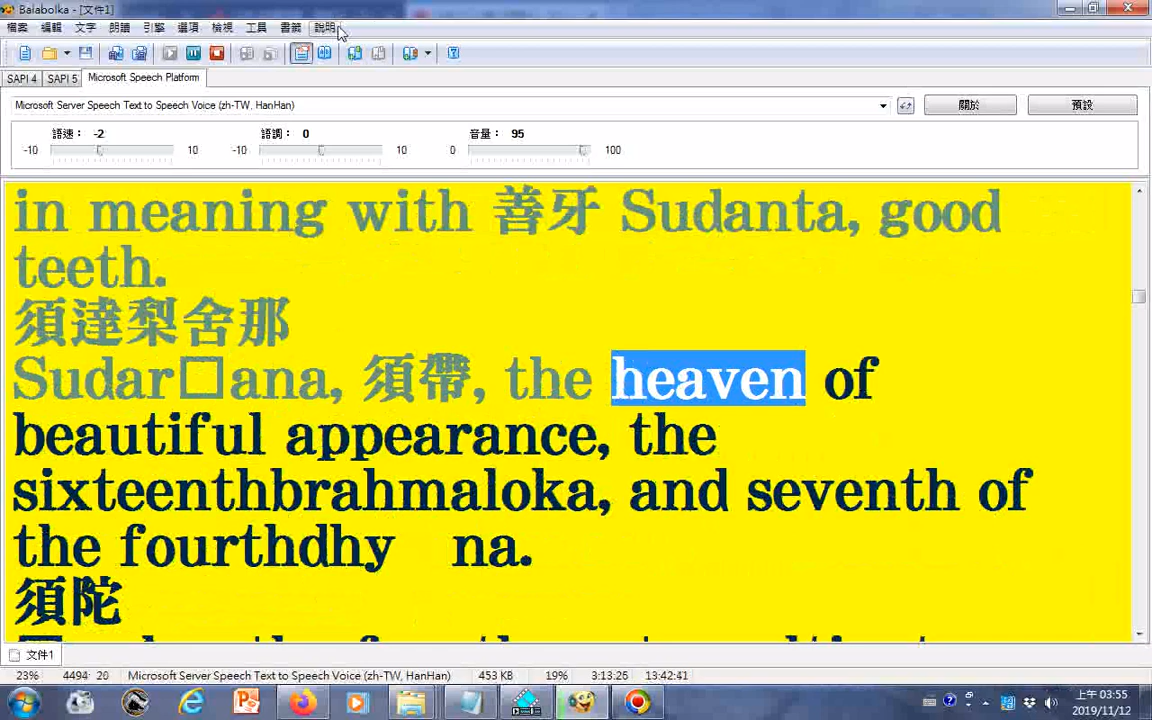 Balabolka - [文件1]
檔案 編輯 文字 朗讀 引擎 選項 檢視 工具 書籤 說明
SAPI 4 SAPI 5 Microsoft Speech Platform
Microsoft Server Speech Text to Speech Voice (zh-TW, HanHan) 關於 預設
語速： -2 語調： 0 音量： 95
-10 10 -10 10 0 100
in meaning with 善牙 Sudanta, good
teeth.
須達梨舍那
Sudar□ana, 須帶, the heaven of
beautiful appearance, the
sixteenthbrahmaloka, and seventh of
the fourthdhy na.
須陀
文件1
23% 4494: 20 Microsoft Server Speech Text to Speech Voice (zh-TW, HanHan) 453 KB 19% 3:13:25 13:42:41
上午 03:55
2019/11/12